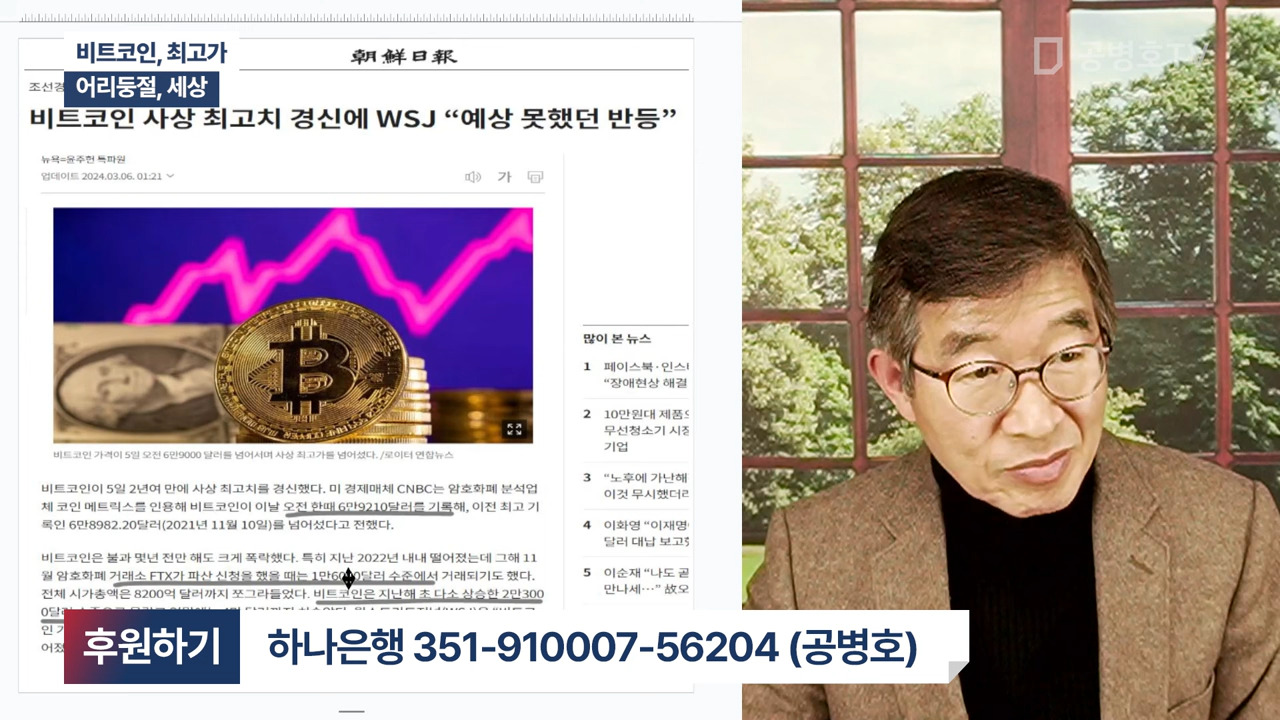 비트코인, 최고가
어리둥절, 세상
朝鮮日報
조선경
비트코인 사상 최고치 경신에 WSJ “예상 못했던 반등”
뉴욕=윤주헌 특파원
업데이트 2024.03.06. 01:21
가
비트코인 가격이 5일 오전 6만9000 달러를 넘어서며 사상 최고가를 넘어섰다. /로이터 연합뉴스
비트코인이 5일 2년여 만에 사상 최고치를 경신했다. 미 경제매체 CNBC는 암호화폐 분석업
체 코인 메트릭스를 인용해 비트코인이 이날 오전 한때 6만9210달러를 기록해, 이전 최고 기
록인 6만8982.20달러(2021년 11월 10일)를 넘어섰다고 전했다.
비트코인은 불과 몇년 전만 해도 크게 폭락했다. 특히 지난 2022년 내내 떨어졌는데 그해 11
월 암호화폐 거래소 FTX가 파산 신청을 했을 때는 달러 수준에서 거래되기도 했다.
전체 시가총액은 8200억 달러까지 쪼그라들었다. 비트코인은 지난해 초 다소 상승한 2만300
많이 본 뉴스
1 페이스북·인스
“장애현상 해결
2 10만원대 제품
무선청소기 시장
기업
3 “노후에 가난해
이것 무시했더라
4 이화영 “이재명
달러 대납 보고
5 이순재 “나도 곧
만나세…” 故오
공병호TV
후원하기
하나은행 351-910007-56204 (공병호)